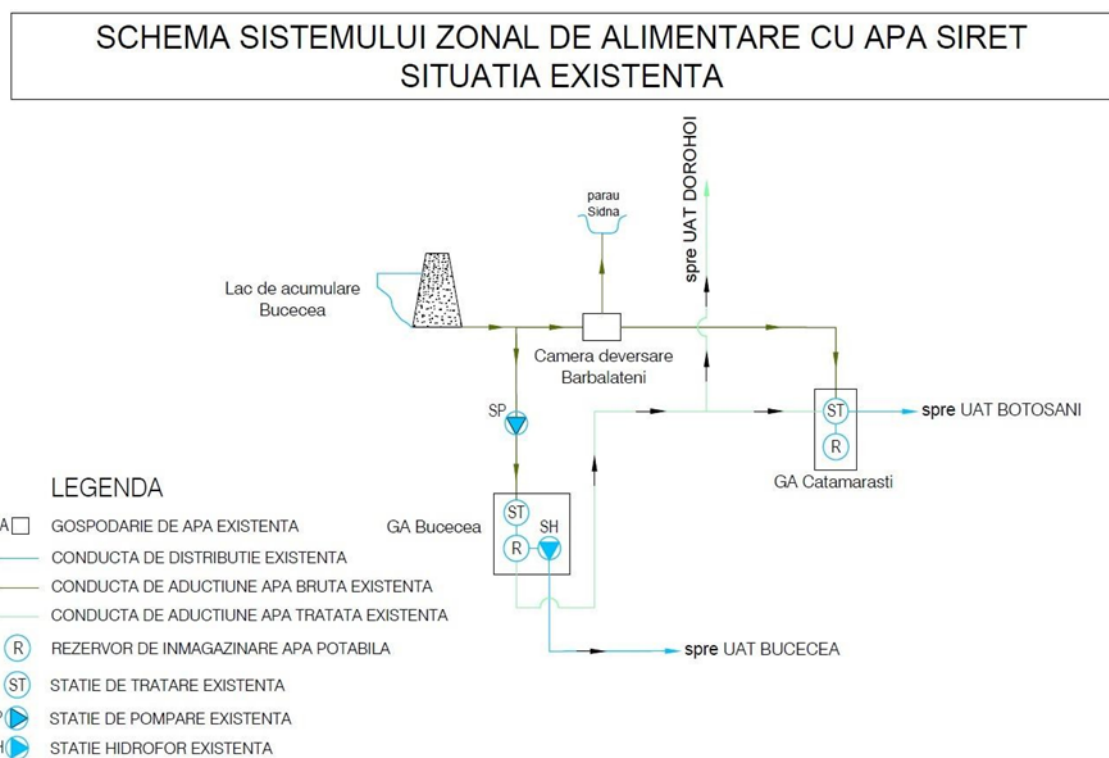 SCHEMA SISTEMULUI ZONAL DE ALIMENTARE CU APA SIRET
SITUATIA EXISTENTA
spre UAT DOROHOI
parau
Sidna
Lac de acumulare
Bucecea
Camera deversare
Barbalateni
SP
ST
spre UAT BOTOSANI
R
GA Catamarasti
GA Bucecea
ST
SH
R
spre UAT BUCECEA
LEGENDA
A GOSPODARIE DE APA EXISTENTA
CONDUCTA DE DISTRIBUTIE EXISTENTA
CONDUCTA DE ADUCTIUNE APA BRUTA EXISTENTA
CONDUCTA DE ADUCTIUNE APA TRATATA EXISTENTA
R REZERVOR DE INMAGAZINARE APA POTABILA
ST STATIE DE TRATARE EXISTENTA
P STATIE DE POMPARE EXISTENTA
H STATIE HIDROFOR EXISTENTA